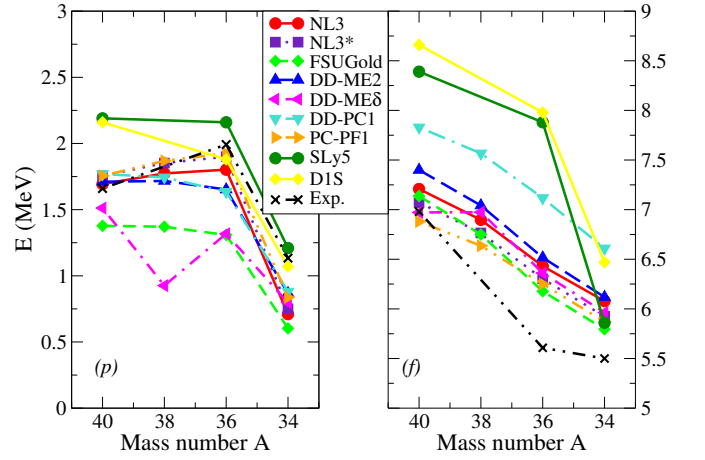 3
2.5
2
1.5
1
0.5
0
E (MeV)
(p)
40
38
36
34
Mass number A
NL3
NL3*
FSUGold
DD-ME2
DD-MEδ
DD-PC1
PC-PF1
SLy5
D1S
Exp.
(f)
40
38
36
34
Mass number A
9
8.5
8
7.5
7
6.5
6
5.5
5